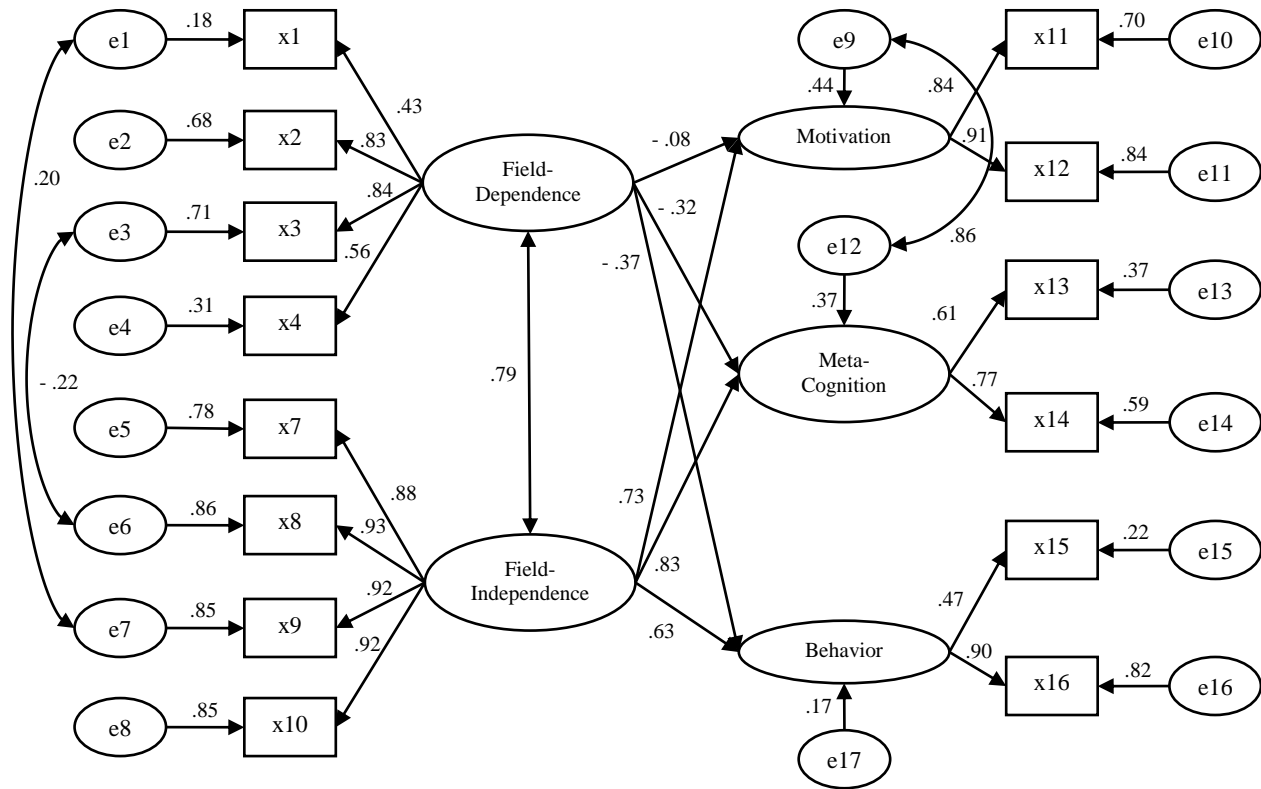 e1 .18 x1
e2 .68 x2
e3 .71 x3
e4 .31 x4
e5 .78 x7
e6 .86 x8
e7 .85 x9
e8 .85 x10
.20
- .22
.43
.83
.84
.56
Field-
Dependence
.79
.88
.93
.92
.92
Field-
Independence
- .08
- .32
- .37
.73
.83
.63
e9
.44
Motivation
e12
.37
Meta-
Cognition
.86
Behavior
.17
e17
.84
.91
x11 .70 e10
x12 .84 e11
.61
.77
x13 .37 e13
x14 .59 e14
.47
.90
x15 .22 e15
x16 .82 e16